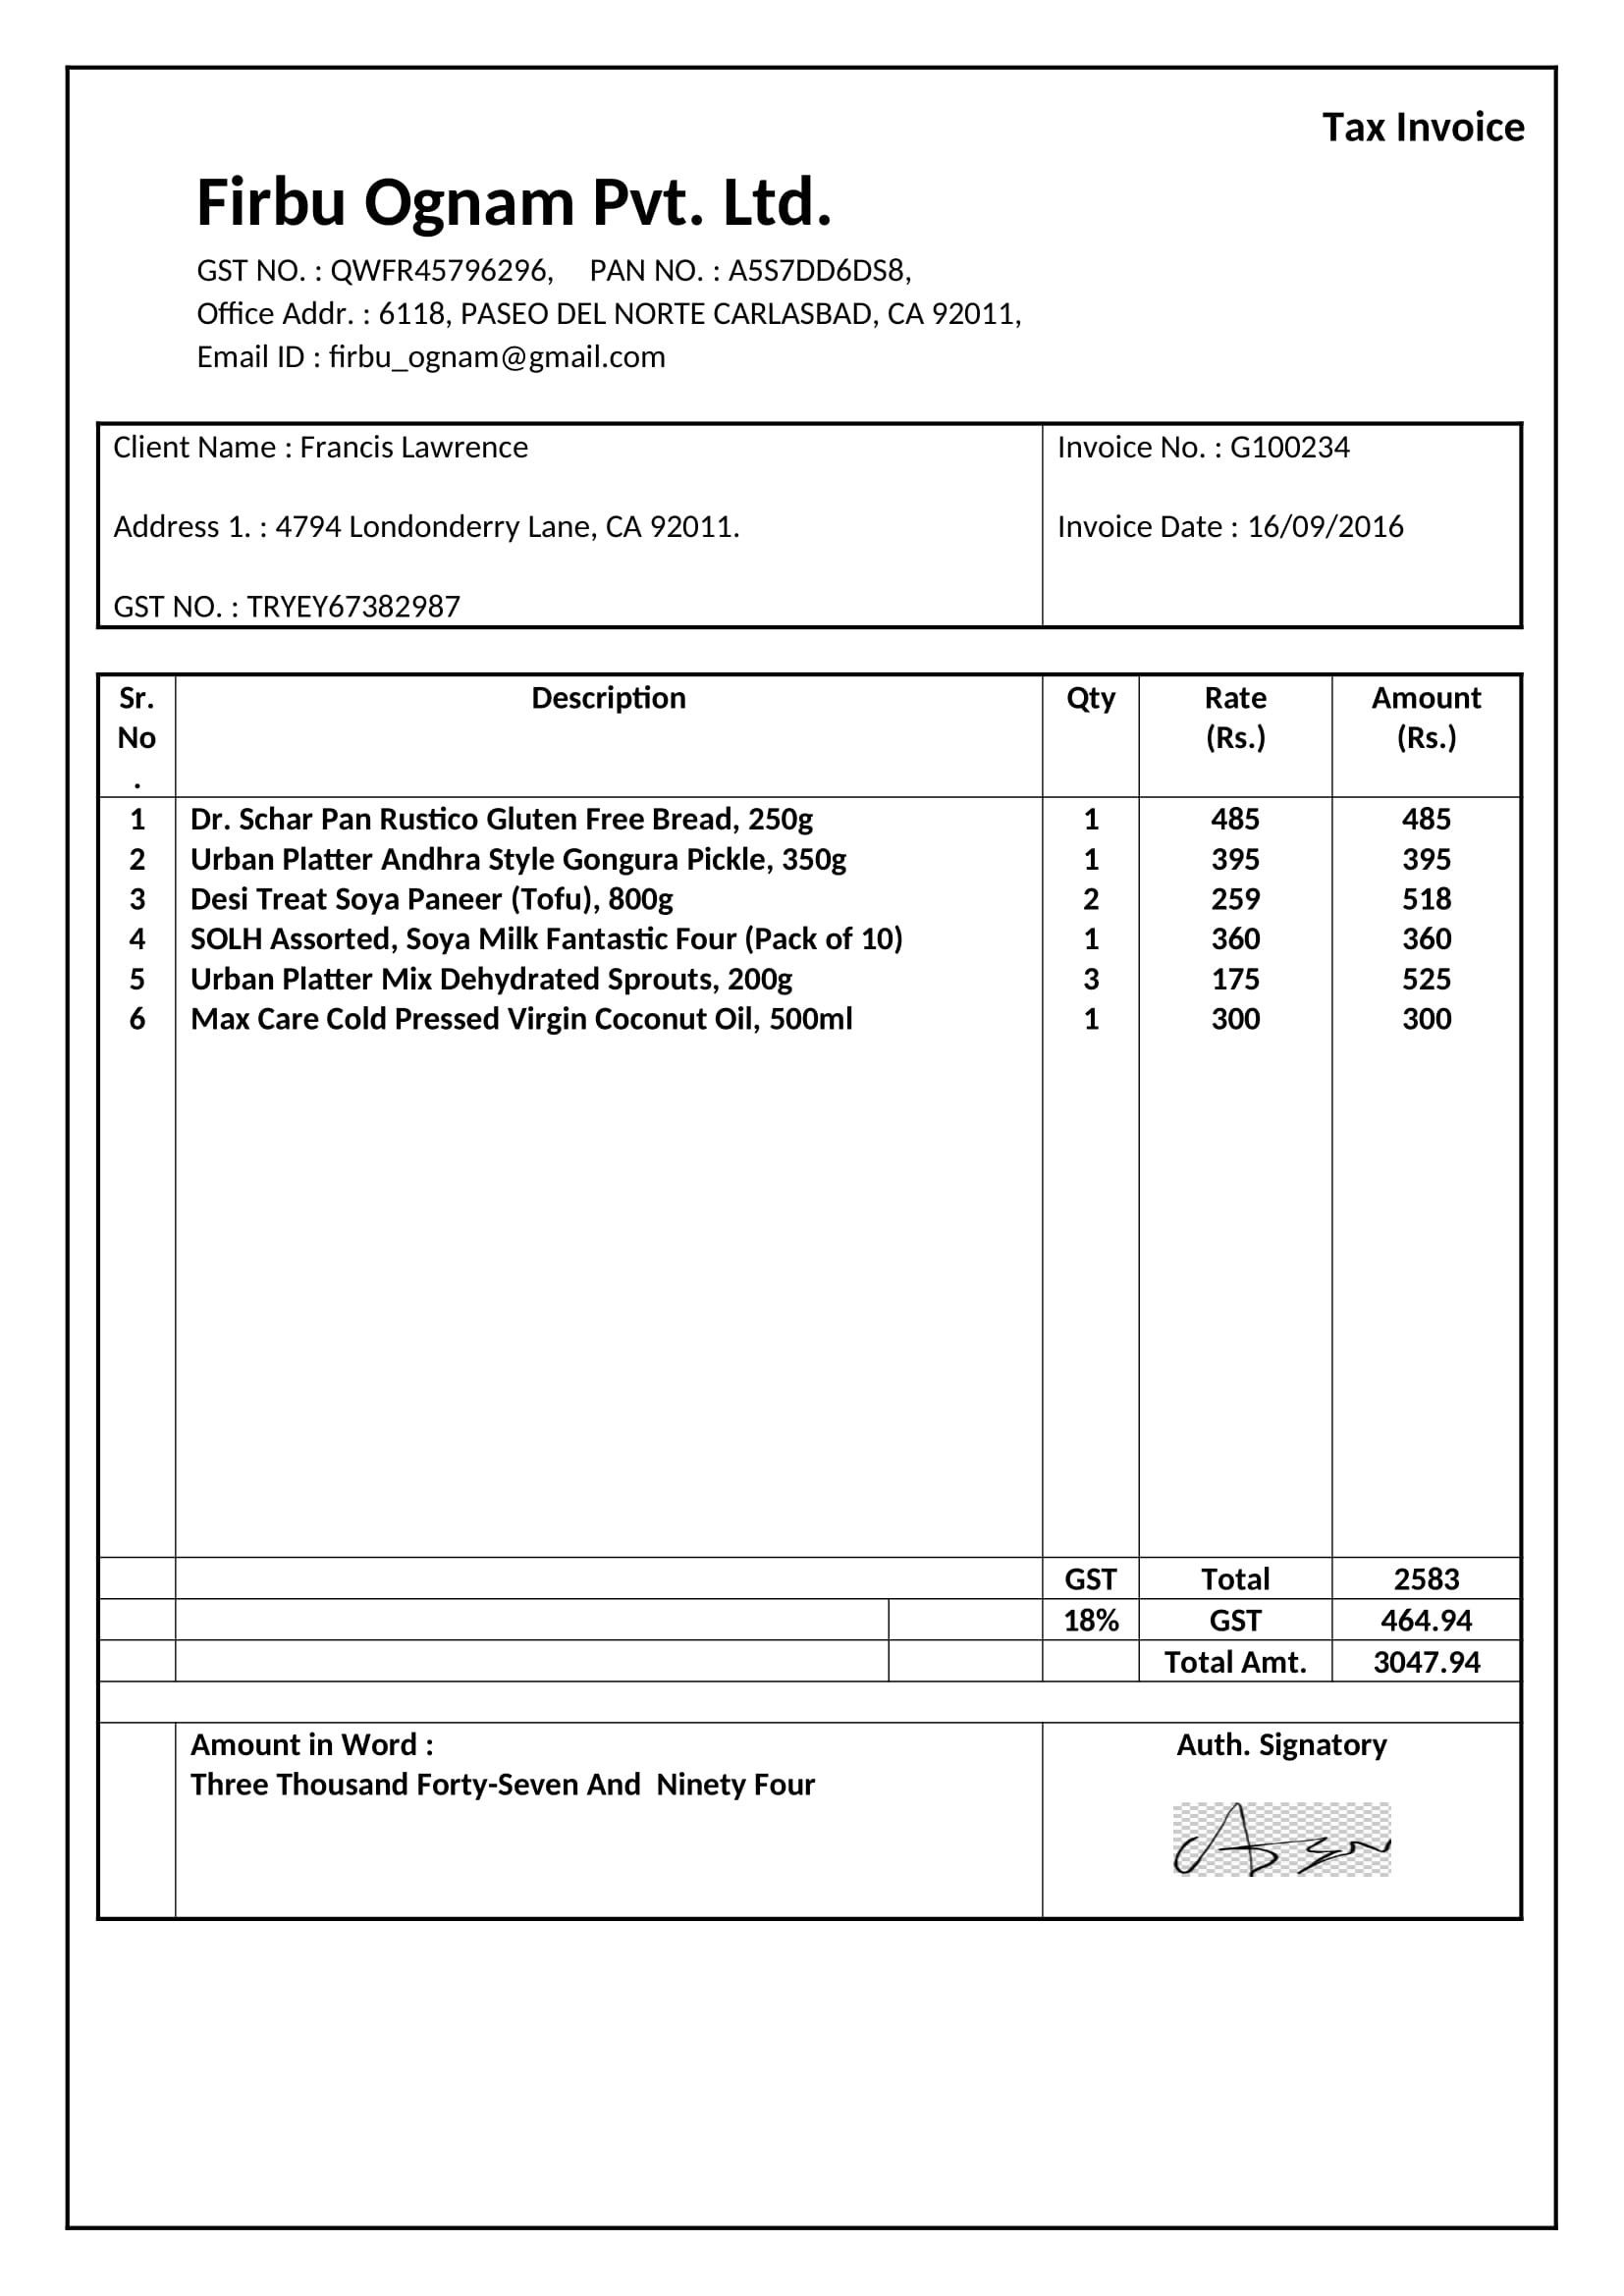 Tax Invoice
Firbu Ognam Pvt. Ltd.
GST NO. : QWFR45796296, PAN NO. : A5S7DD6DS8,
Office Addr. : 6118, PASEO DEL NORTE CARLASBAD, CA 92011,
Email ID : firbu_ognam@gmail.com
Client Name : Francis Lawrence
Address 1. : 4794 Londonderry Lane, CA 92011.
GST NO. : TRYEY67382987
Invoice No. : G100234
Invoice Date : 16/09/2016
Sr. No. Description Qty Rate (Rs.) Amount (Rs.)
1 Dr. Schar Pan Rustico Gluten Free Bread, 250g 1 485 485
2 Urban Platter Andhra Style Gongura Pickle, 350g 1 395 395
3 Desi Treat Soya Paneer (Tofu), 800g 2 259 518
4 SOLH Assorted, Soya Milk Fantastic Four (Pack of 10) 1 360 360
5 Urban Platter Mix Dehydrated Sprouts, 200g 3 175 525
6 Max Care Cold Pressed Virgin Coconut Oil, 500ml 1 300 300
GST Total 2583
18% GST 464.94
Total Amt. 3047.94
Amount in Word :
Three Thousand Forty-Seven And Ninety Four
Auth. Signatory